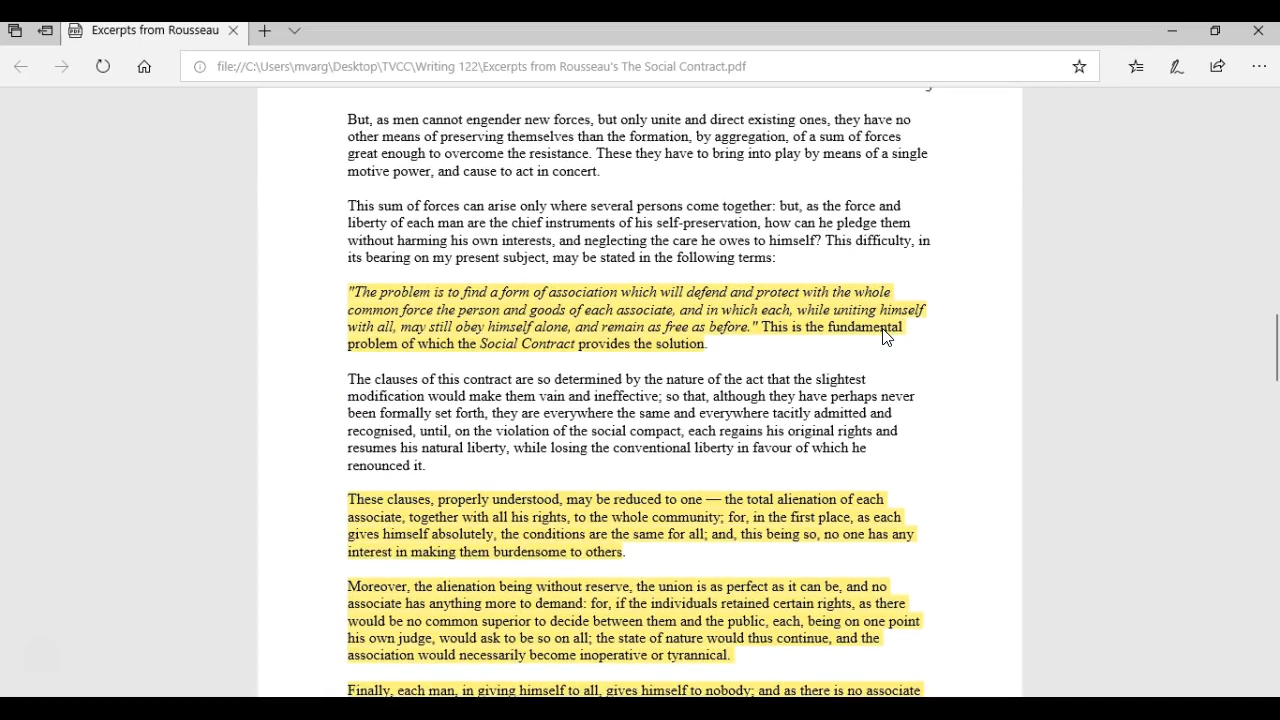 Excerpts from Rousseau
file://C:\Users\mvarg\Desktop\TVCC\Writing 122\Excerpts from Rousseau's The Social Contract.pdf
But, as men cannot engender new forces, but only unite and direct existing ones, they have no
other means of preserving themselves than the formation, by aggregation, of a sum of forces
great enough to overcome the resistance. These they have to bring into play by means of a single
motive power, and cause to act in concert.
This sum of forces can arise only where several persons come together: but, as the force and
liberty of each man are the chief instruments of his self-preservation, how can he pledge them
without harming his own interests, and neglecting the care he owes to himself? This difficulty, in
its bearing on my present subject, may be stated in the following terms:
"The problem is to find a form of association which will defend and protect with the whole
common force the person and goods of each associate, and in which each, while uniting himself
with all, may still obey himself alone, and remain as free as before." This is the fundamental
problem of which the Social Contract provides the solution.
The clauses of this contract are so determined by the nature of the act that the slightest
modification would make them vain and ineffective; so that, although they have perhaps never
been formally set forth, they are everywhere the same and everywhere tacitly admitted and
recognised, until, on the violation of the social compact, each regains his original rights and
resumes his natural liberty, while losing the conventional liberty in favour of which he
renounced it.
These clauses, properly understood, may be reduced to one — the total alienation of each
associate, together with all his rights, to the whole community; for, in the first place, as each
gives himself absolutely, the conditions are the same for all; and, this being so, no one has any
interest in making them burdensome to others.
Moreover, the alienation being without reserve, the union is as perfect as it can be, and no
associate has anything more to demand: for, if the individuals retained certain rights, as there
would be no common superior to decide between them and the public, each, being on one point
his own judge, would ask to be so on all; the state of nature would thus continue, and the
association would necessarily become inoperative or tyrannical.
Finally, each man, in giving himself to all, gives himself to nobody; and as there is no associate